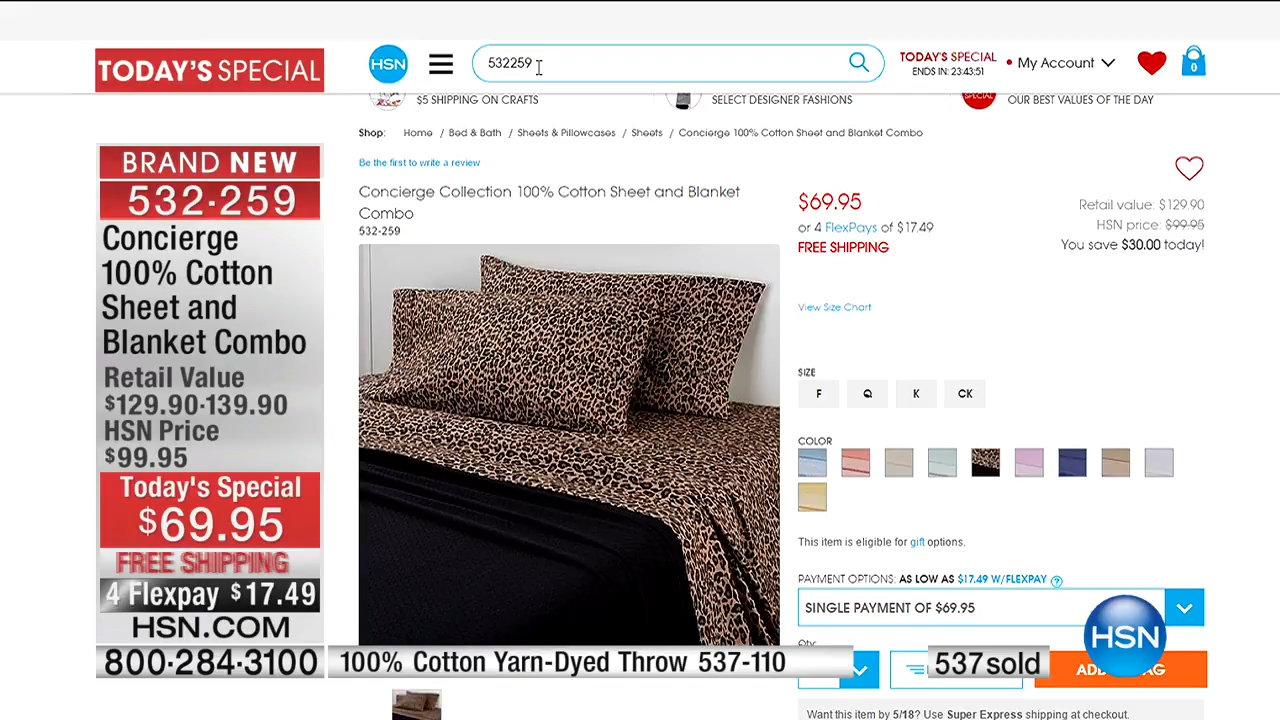 TODAY'S SPECIAL
HSN
532259
TODAY'S SPECIAL
ENDS IN: 23:43:51
My Account
0
$5 SHIPPING ON CRAFTS
SELECT DESIGNER FASHIONS
SPECIAL
OUR BEST VALUES OF THE DAY
Shop: Home / Bed & Bath / Sheets & Pillowcases / Sheets / Concierge 100% Cotton Sheet and Blanket Combo
BRAND NEW
532-259
Concierge
100% Cotton
Sheet and
Blanket Combo
Retail Value
$129.90-139.90
HSN Price
$99.95
Today's Special
$69.95
FREE SHIPPING
4 Flexpay $17.49
HSN.COM
800-284-3100
Be the first to write a review
Concierge Collection 100% Cotton Sheet and Blanket
Combo
532-259
$69.95
or 4 FlexPays of $17.49
FREE SHIPPING
Retail value: $129.90
HSN price: $99.95
You save $30.00 today!
View Size Chart
SIZE
F Q K CK
COLOR
This item is eligible for gift options.
PAYMENT OPTIONS: AS LOW AS $17.49 W/FLEXPAY ?
SINGLE PAYMENT OF $69.95
Qty:
HSN
100% Cotton Yarn-Dyed Throw 537-110
537 sold
Want this item by 5/18? Use Super Express shipping at checkout.